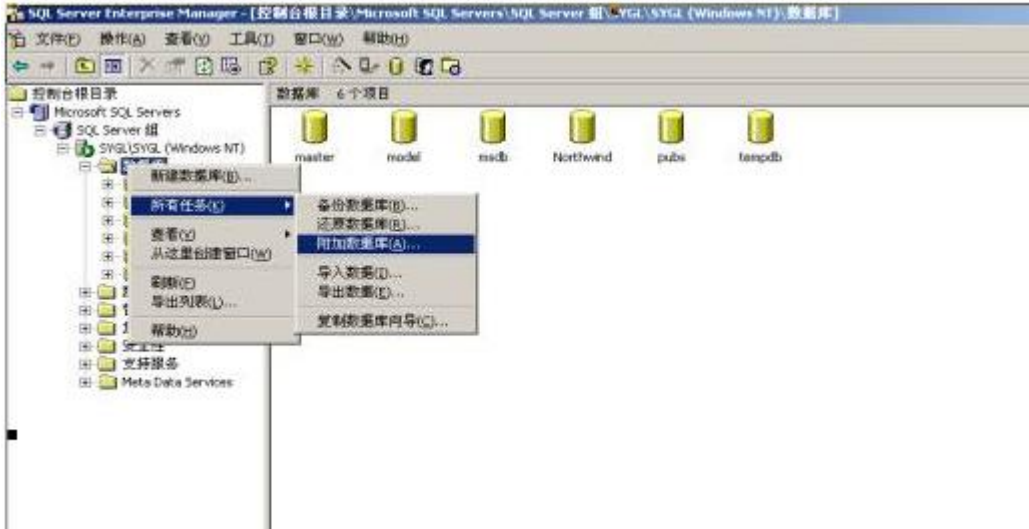 SQL Server Enterprise Manager - [控制台根目录\Microsoft SQL Servers\SQL Server 组\SYGL\SYGL (Windows NT)\数据库]
文件(F) 操作(A) 查看(V) 工具(T) 窗口(W) 帮助(H)
控制台根目录
数据库 6 个项目
Microsoft SQL Servers
SQL Server 组
SYGL\SYGL (Windows NT)
master model msdb Northwind pubs tempdb
新建数据库(B)...
所有任务(K)
查看(V)
从这里创建窗口(W)
刷新(F)
导出列表(L)...
帮助(H)
备份数据库(B)...
还原数据库(R)...
附加数据库(A)...
导入数据(I)...
导出数据(E)...
复制数据库向导(C)...
安全性
支持服务
Meta Data Services